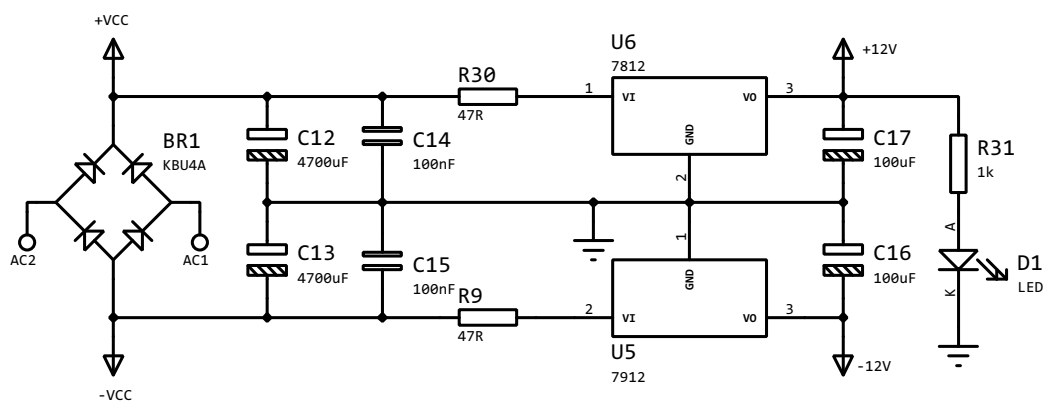 +VCC
U6
7812
+12V
R30
47R
1
VI
VO
3
GND
2
BR1
KBU4A
C12
4700uF
C14
100nF
C17
100uF
R31
1k
AC2
AC1
C13
4700uF
C15
100nF
1
GND
C16
100uF
A
K
D1
LED
R9
47R
2
VI
VO
3
U5
7912
-VCC
-12V